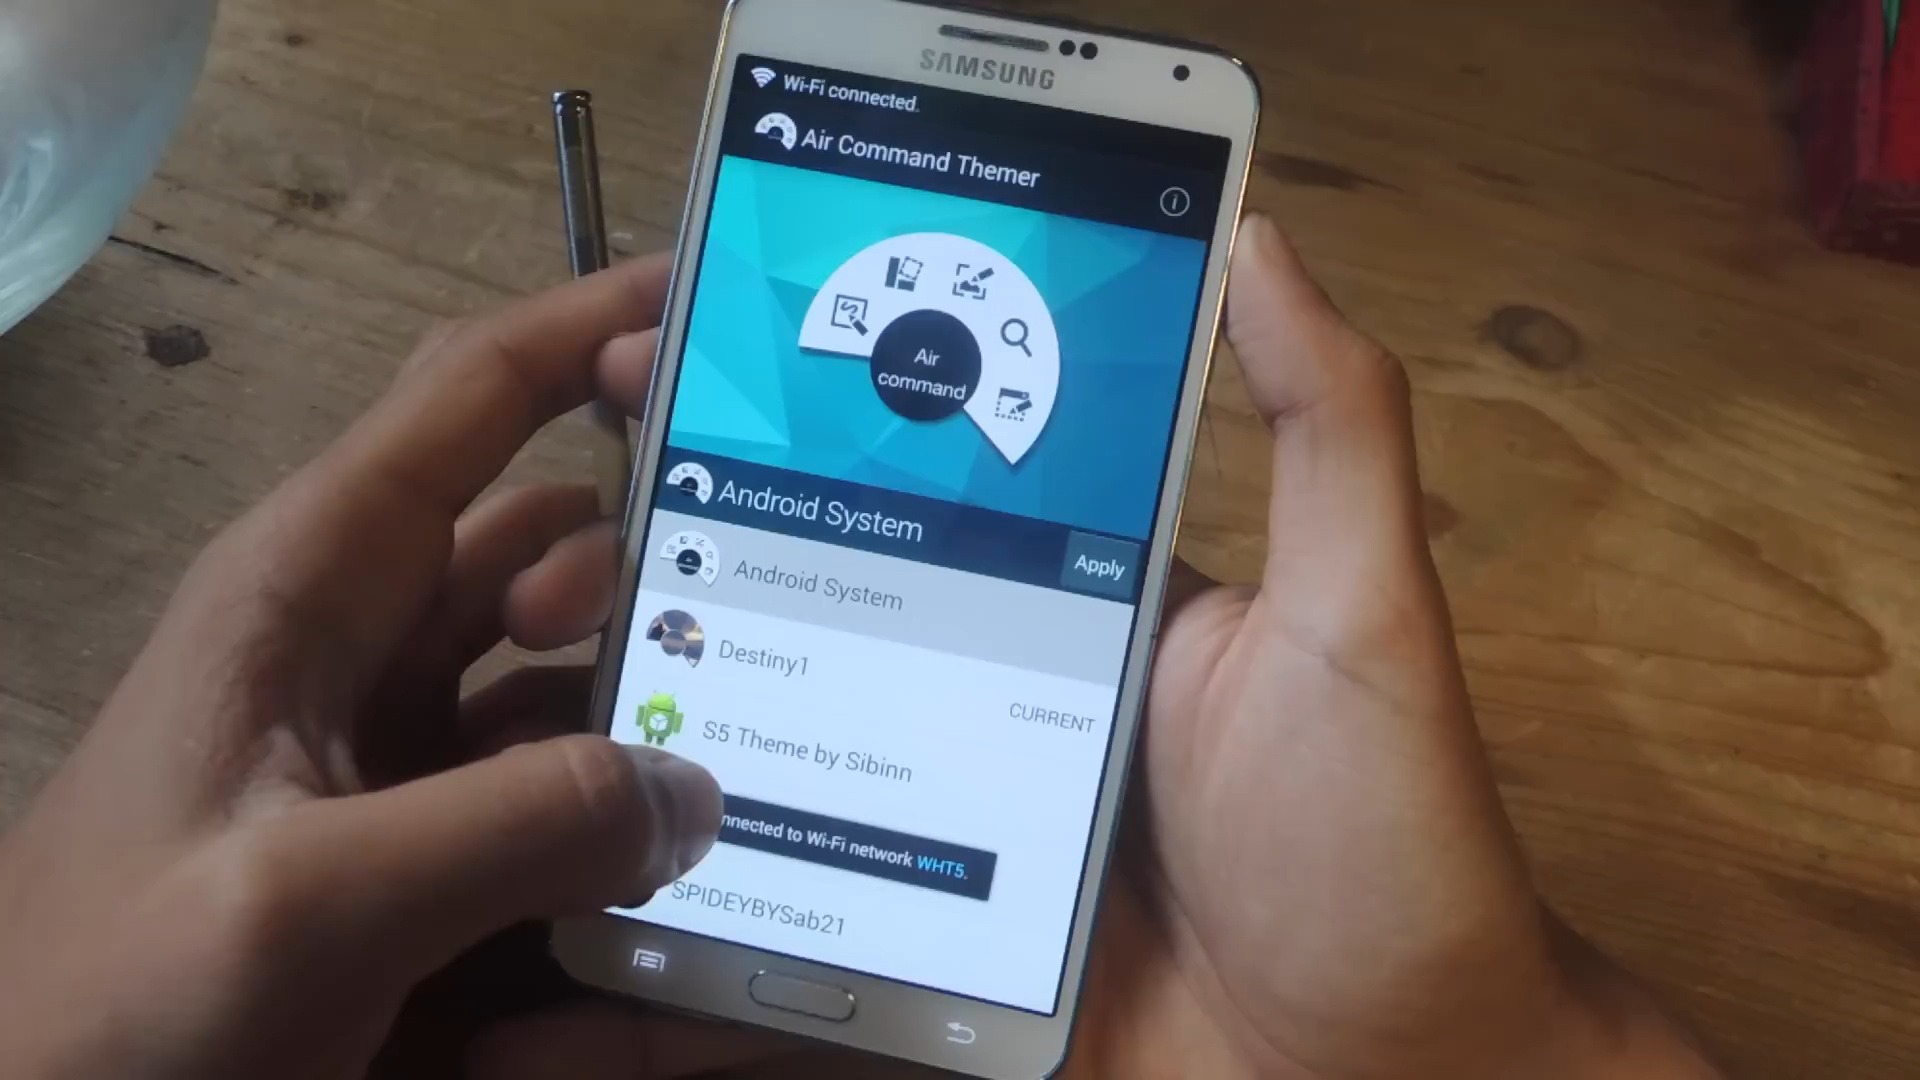 SAMSUNG
Wi-Fi connected.
Air Command Themer
Air
command
Android System
Apply
Android System
Destiny1
CURRENT
S5 Theme by Sibinn
to Wi-Fi network WHT5.
SPIDEYBYSab21